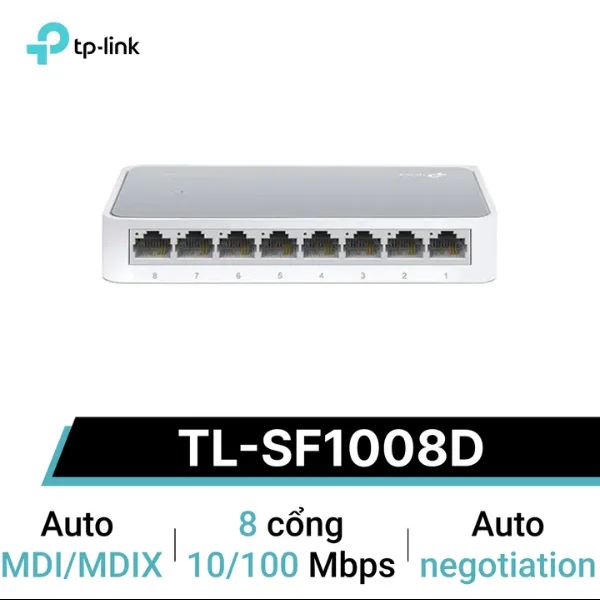 tp-link
8 7 6 5 4 3 2 1
TL-SF1008D
Auto
MDI/MDIX
8 cổng
10/100 Mbps
Auto
negotiation